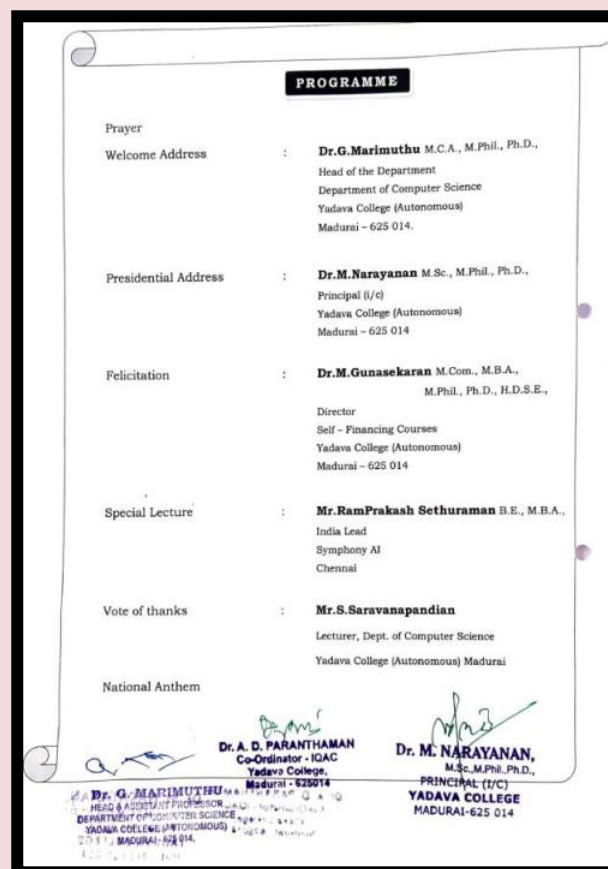 PROGRAMME
Prayer
Welcome Address : Dr.G.Marimuthu M.C.A., M.Phil., Ph.D.,
Head of the Department
Department of Computer Science
Yadava College (Autonomous)
Madurai – 625 014.
Presidential Address : Dr.M.Narayanan M.Sc., M.Phil., Ph.D.,
Principal (i/c)
Yadava College (Autonomous)
Madurai – 625 014
Felicitation : Dr.M.Gunasekaran M.Com., M.B.A.,
M.Phil., Ph.D., H.D.S.E.,
Director
Self – Financing Courses
Yadava College (Autonomous)
Madurai – 625 014
Special Lecture : Mr.RamPrakash Sethuraman B.E., M.B.A.,
India Lead
Symphony AI
Chennai
Vote of thanks : Mr.S.Saravanapandian
Lecturer, Dept. of Computer Science
Yadava College (Autonomous) Madurai
National Anthem
Dr. A. D. PARANTHAMAN
Co-Ordinator - IQAC
Yadava College,
Madurai - 625014
Dr. M. NARAYANAN,
M.Sc.,M.Phil.,Ph.D.,
PRINCIPAL (I/C)
YADAVA COLLEGE
MADURAI-625 014
Dr. G. MARIMUTHU
HEAD & ASSISTANT PROFESSOR
DEPARTMENT OF COMPUTER SCIENCE
YADAVA COLLEGE (AUTONOMOUS)
MADURAI - 625 014.